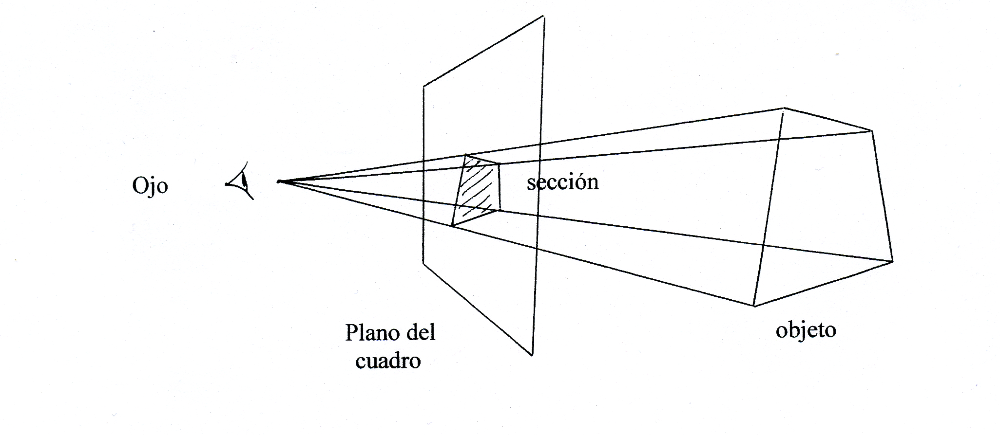 Ojo
sección
Plano del
cuadro
objeto